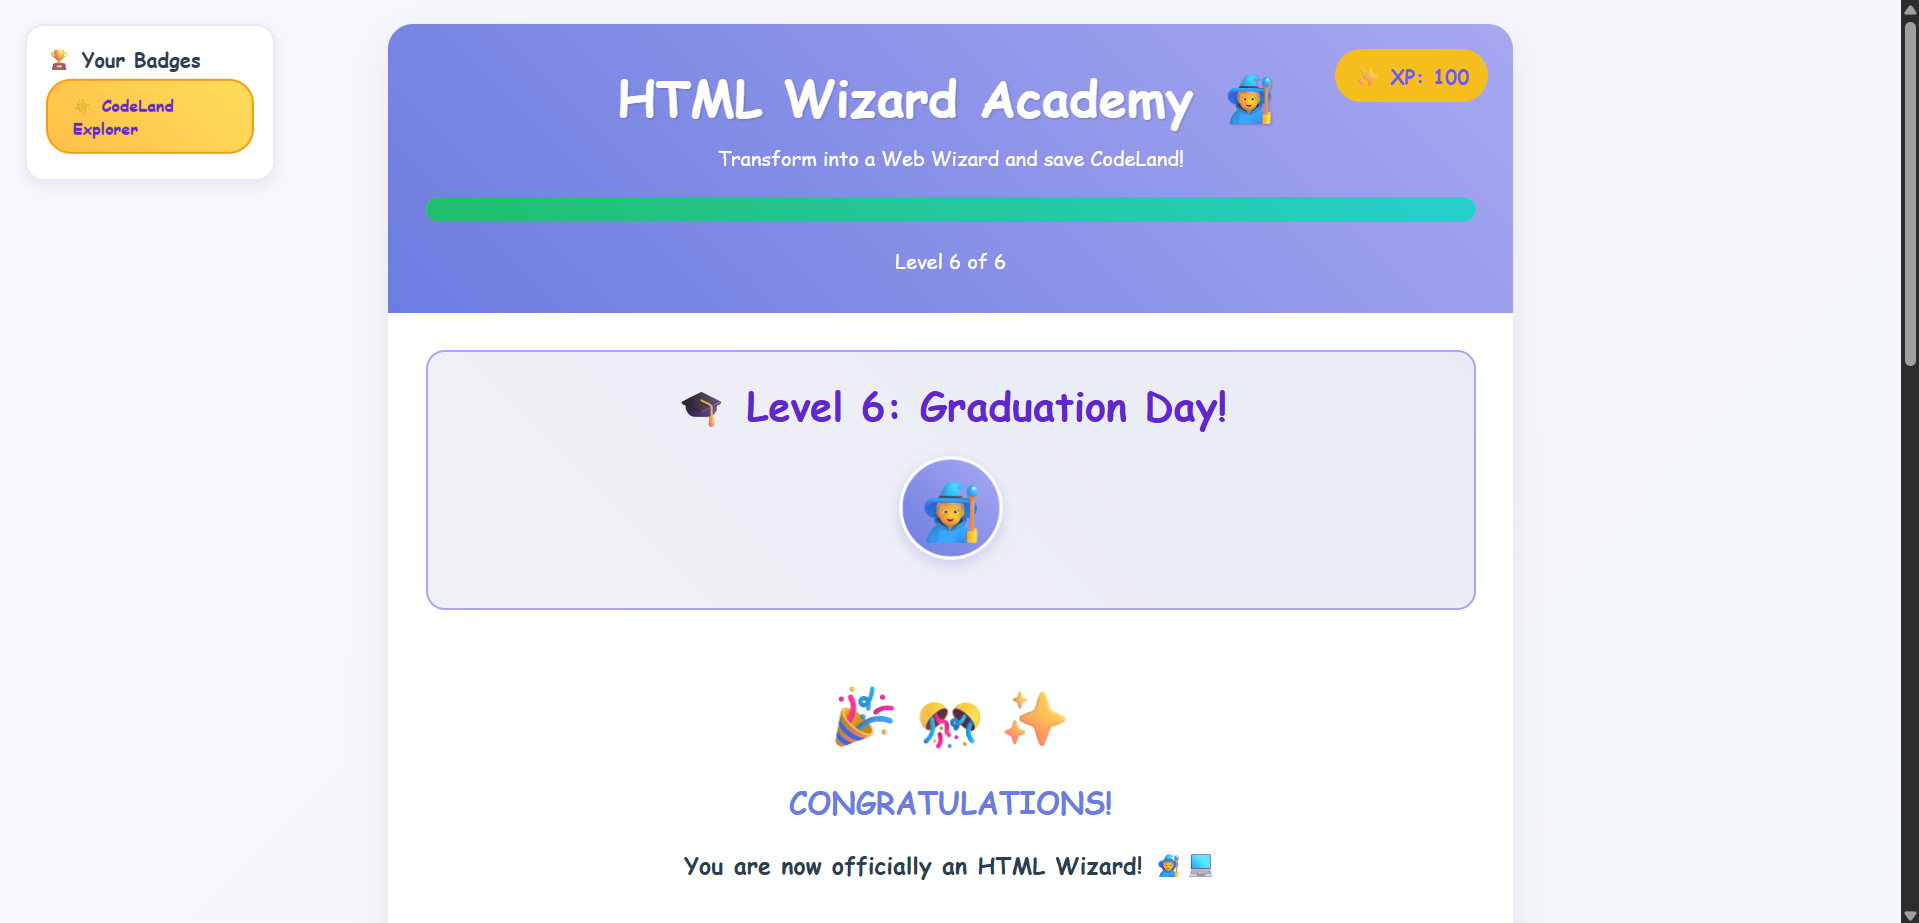 🏆 Your Badges
🌟 CodeLand
Explorer
HTML Wizard Academy 🧙‍♀️
✨ XP: 100
Transform into a Web Wizard and save CodeLand!
Level 6 of 6
🎓 Level 6: Graduation Day!
CONGRATULATIONS!
You are now officially an HTML Wizard! 🧙‍♀️💻